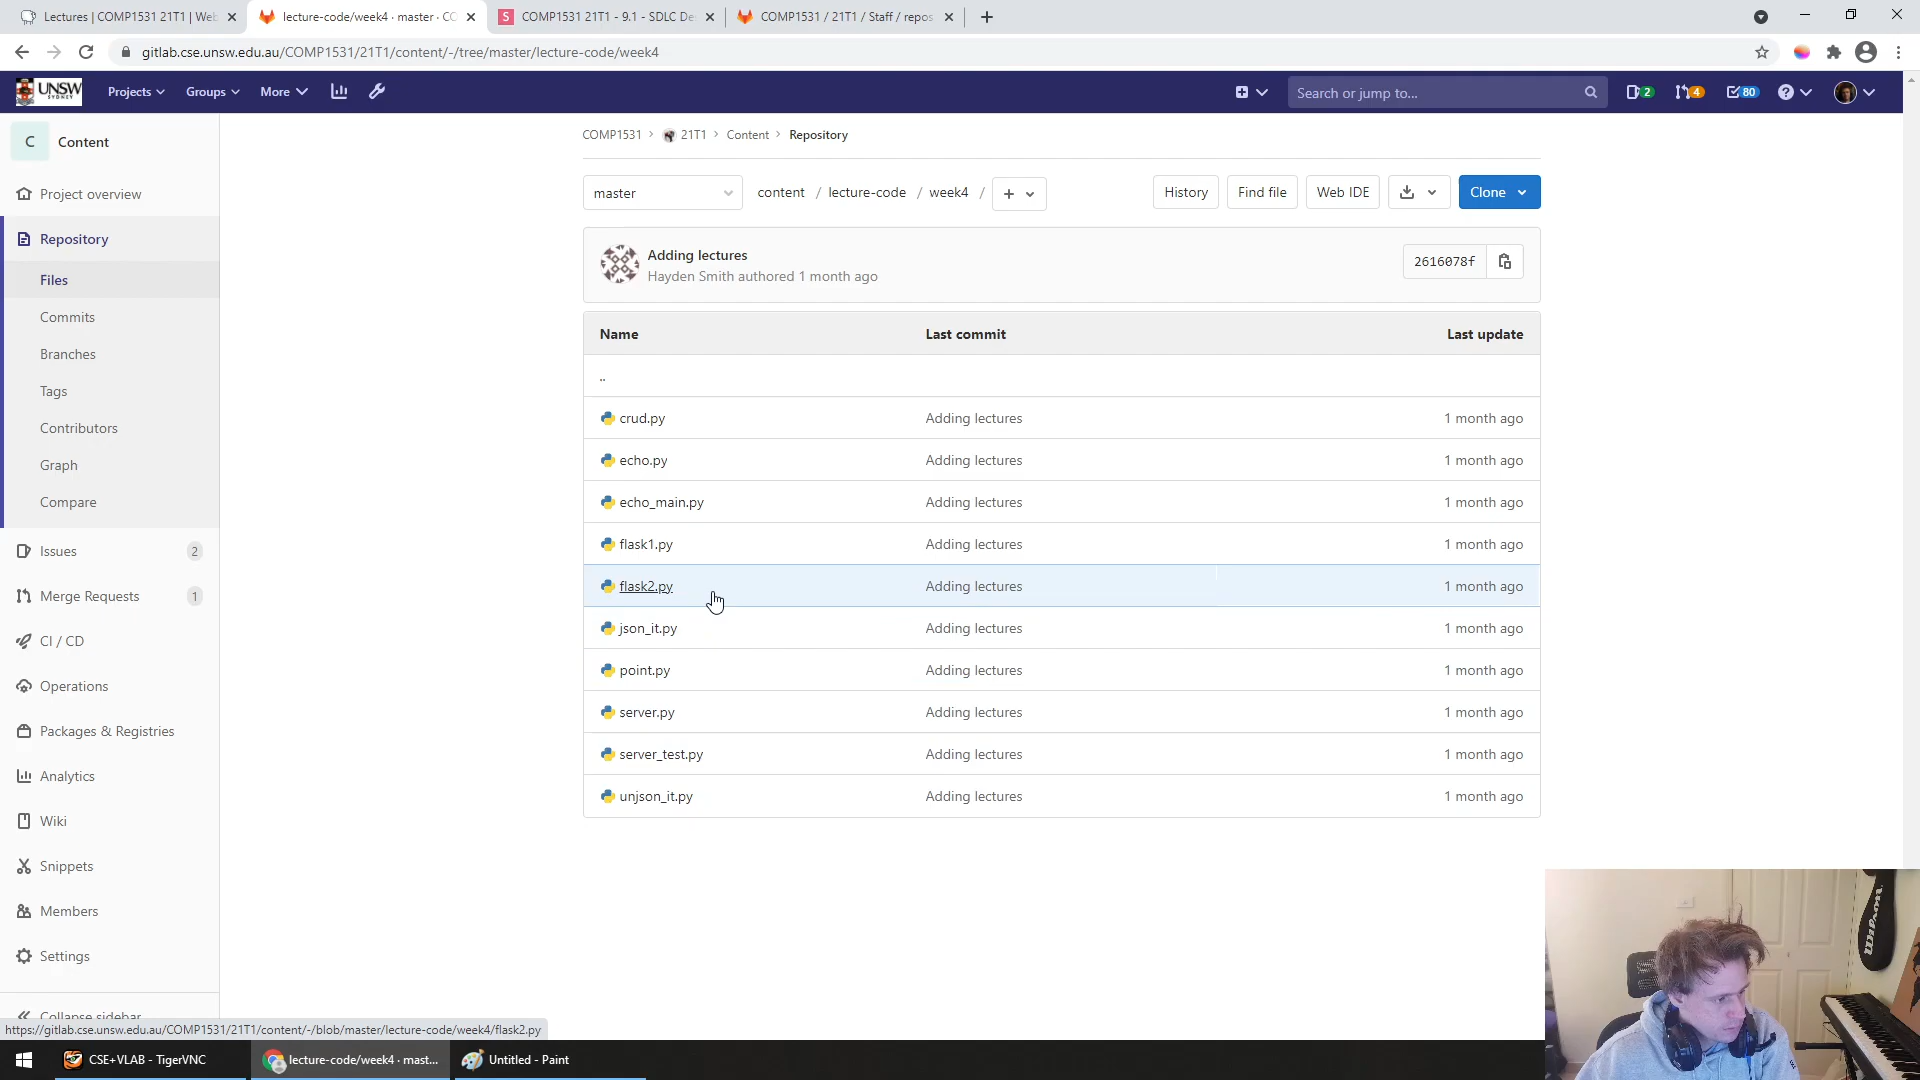 Lectures | COMP1531 21T1 | Web
lecture-code/week4 · master · CO
COMP1531 21T1 - 9.1 - SDLC De
COMP1531 / 21T1 / Staff / repos
gitlab.cse.unsw.edu.au/COMP1531/21T1/content/-/tree/master/lecture-code/week4
UNSW
SYDNEY
Projects
Groups
More
Search or jump to...
2
4
80
C
Content
COMP1531 > 21T1 > Content > Repository
Project overview
master
content / lecture-code / week4 /
History
Find file
Web IDE
Clone
Repository
Adding lectures
Hayden Smith authored 1 month ago
2616078f
Files
Commits
Branches
Tags
Contributors
Graph
Compare
Issues 2
Merge Requests 1
CI / CD
Operations
Packages & Registries
Analytics
Wiki
Snippets
Members
Settings
Collapse sidebar
Name Last commit Last update
..
crud.py Adding lectures 1 month ago
echo.py Adding lectures 1 month ago
echo_main.py Adding lectures 1 month ago
flask1.py Adding lectures 1 month ago
flask2.py Adding lectures 1 month ago
json_it.py Adding lectures 1 month ago
point.py Adding lectures 1 month ago
server.py Adding lectures 1 month ago
server_test.py Adding lectures 1 month ago
unjson_it.py Adding lectures 1 month ago
https://gitlab.cse.unsw.edu.au/COMP1531/21T1/content/-/blob/master/lecture-code/week4/flask2.py
CSE+VLAB - TigerVNC
lecture-code/week4 · mast...
Untitled - Paint
Wilson